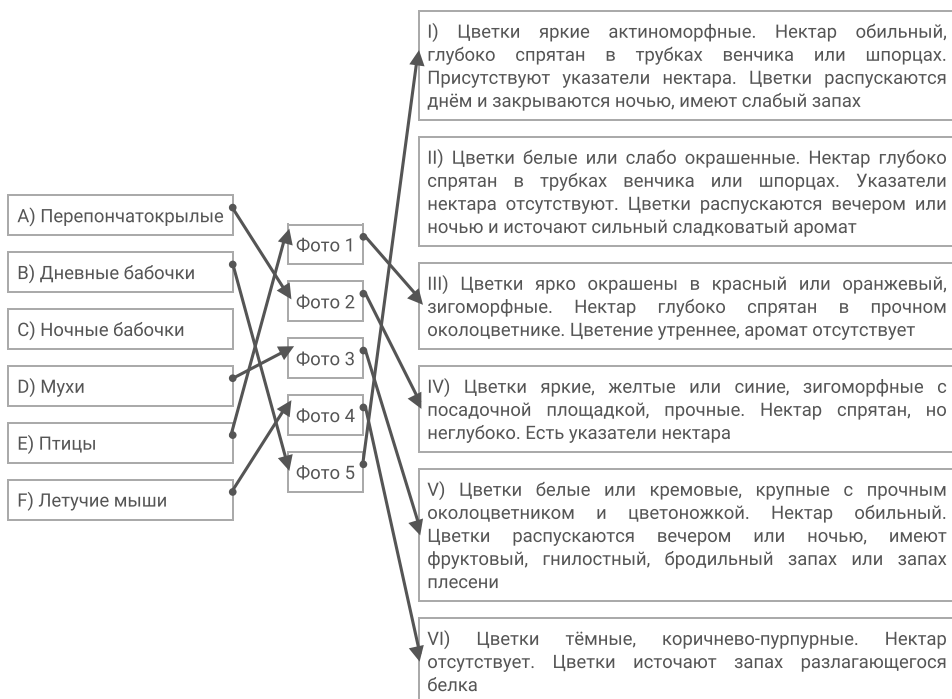 A) Перепончатокрылые
B) Дневные бабочки
C) Ночные бабочки
D) Мухи
E) Птицы
F) Летучие мыши
Фото 1
Фото 2
Фото 3
Фото 4
Фото 5
I) Цветки яркие актиноморфные. Нектар обильный,
глубоко спрятан в трубках венчика или шпорцах.
Присутствуют указатели нектара. Цветки распускаются
днём и закрываются ночью, имеют слабый запах
II) Цветки белые или слабо окрашенные. Нектар глубоко
спрятан в трубках венчика или шпорцах. Указатели
нектара отсутствуют. Цветки распускаются вечером или
ночью и источают сильный сладковатый аромат
III) Цветки ярко окрашены в красный или оранжевый,
зигоморфные. Нектар глубоко спрятан в прочном
околоцветнике. Цветение утреннее, аромат отсутствует
IV) Цветки яркие, желтые или синие, зигоморфные с
посадочной площадкой, прочные. Нектар спрятан, но
неглубоко. Есть указатели нектара
V) Цветки белые или кремовые, крупные с прочным
околоцветником и цветоножкой. Нектар обильный.
Цветки распускаются вечером или ночью, имеют
фруктовый, гнилостный, бродильный запах или запах
плесени
VI) Цветки тёмные, коричнево-пурпурные. Нектар
отсутствует. Цветки источают запах разлагающегося
белка